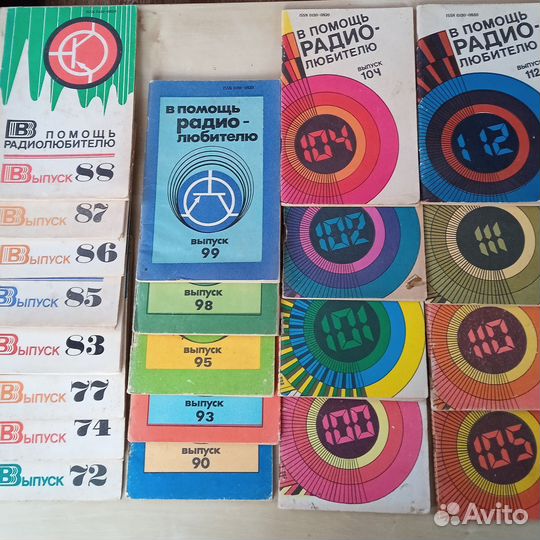 В ПОМОЩЬ
РАДИОЛЮБИТЕЛЮ
ВЫПУСК 88
ВЫПУСК 87
ВЫПУСК 86
ВЫПУСК 85
ВЫПУСК 83
ВЫПУСК 77
ВЫПУСК 74
ВЫПУСК 72
В ПОМОЩЬ
РАДИО-
ЛЮБИТЕЛЮ
ВЫПУСК
99
ВЫПУСК
98
ВЫПУСК
95
ВЫПУСК
93
ВЫПУСК
90
В ПОМОЩЬ
РАДИО-
ЛЮБИТЕЛЮ
ВЫПУСК
104
104
102
101
100
В ПОМОЩЬ
РАДИО-
ЛЮБИТЕЛЮ
ВЫПУСК
112
112
111
110
105
Avito